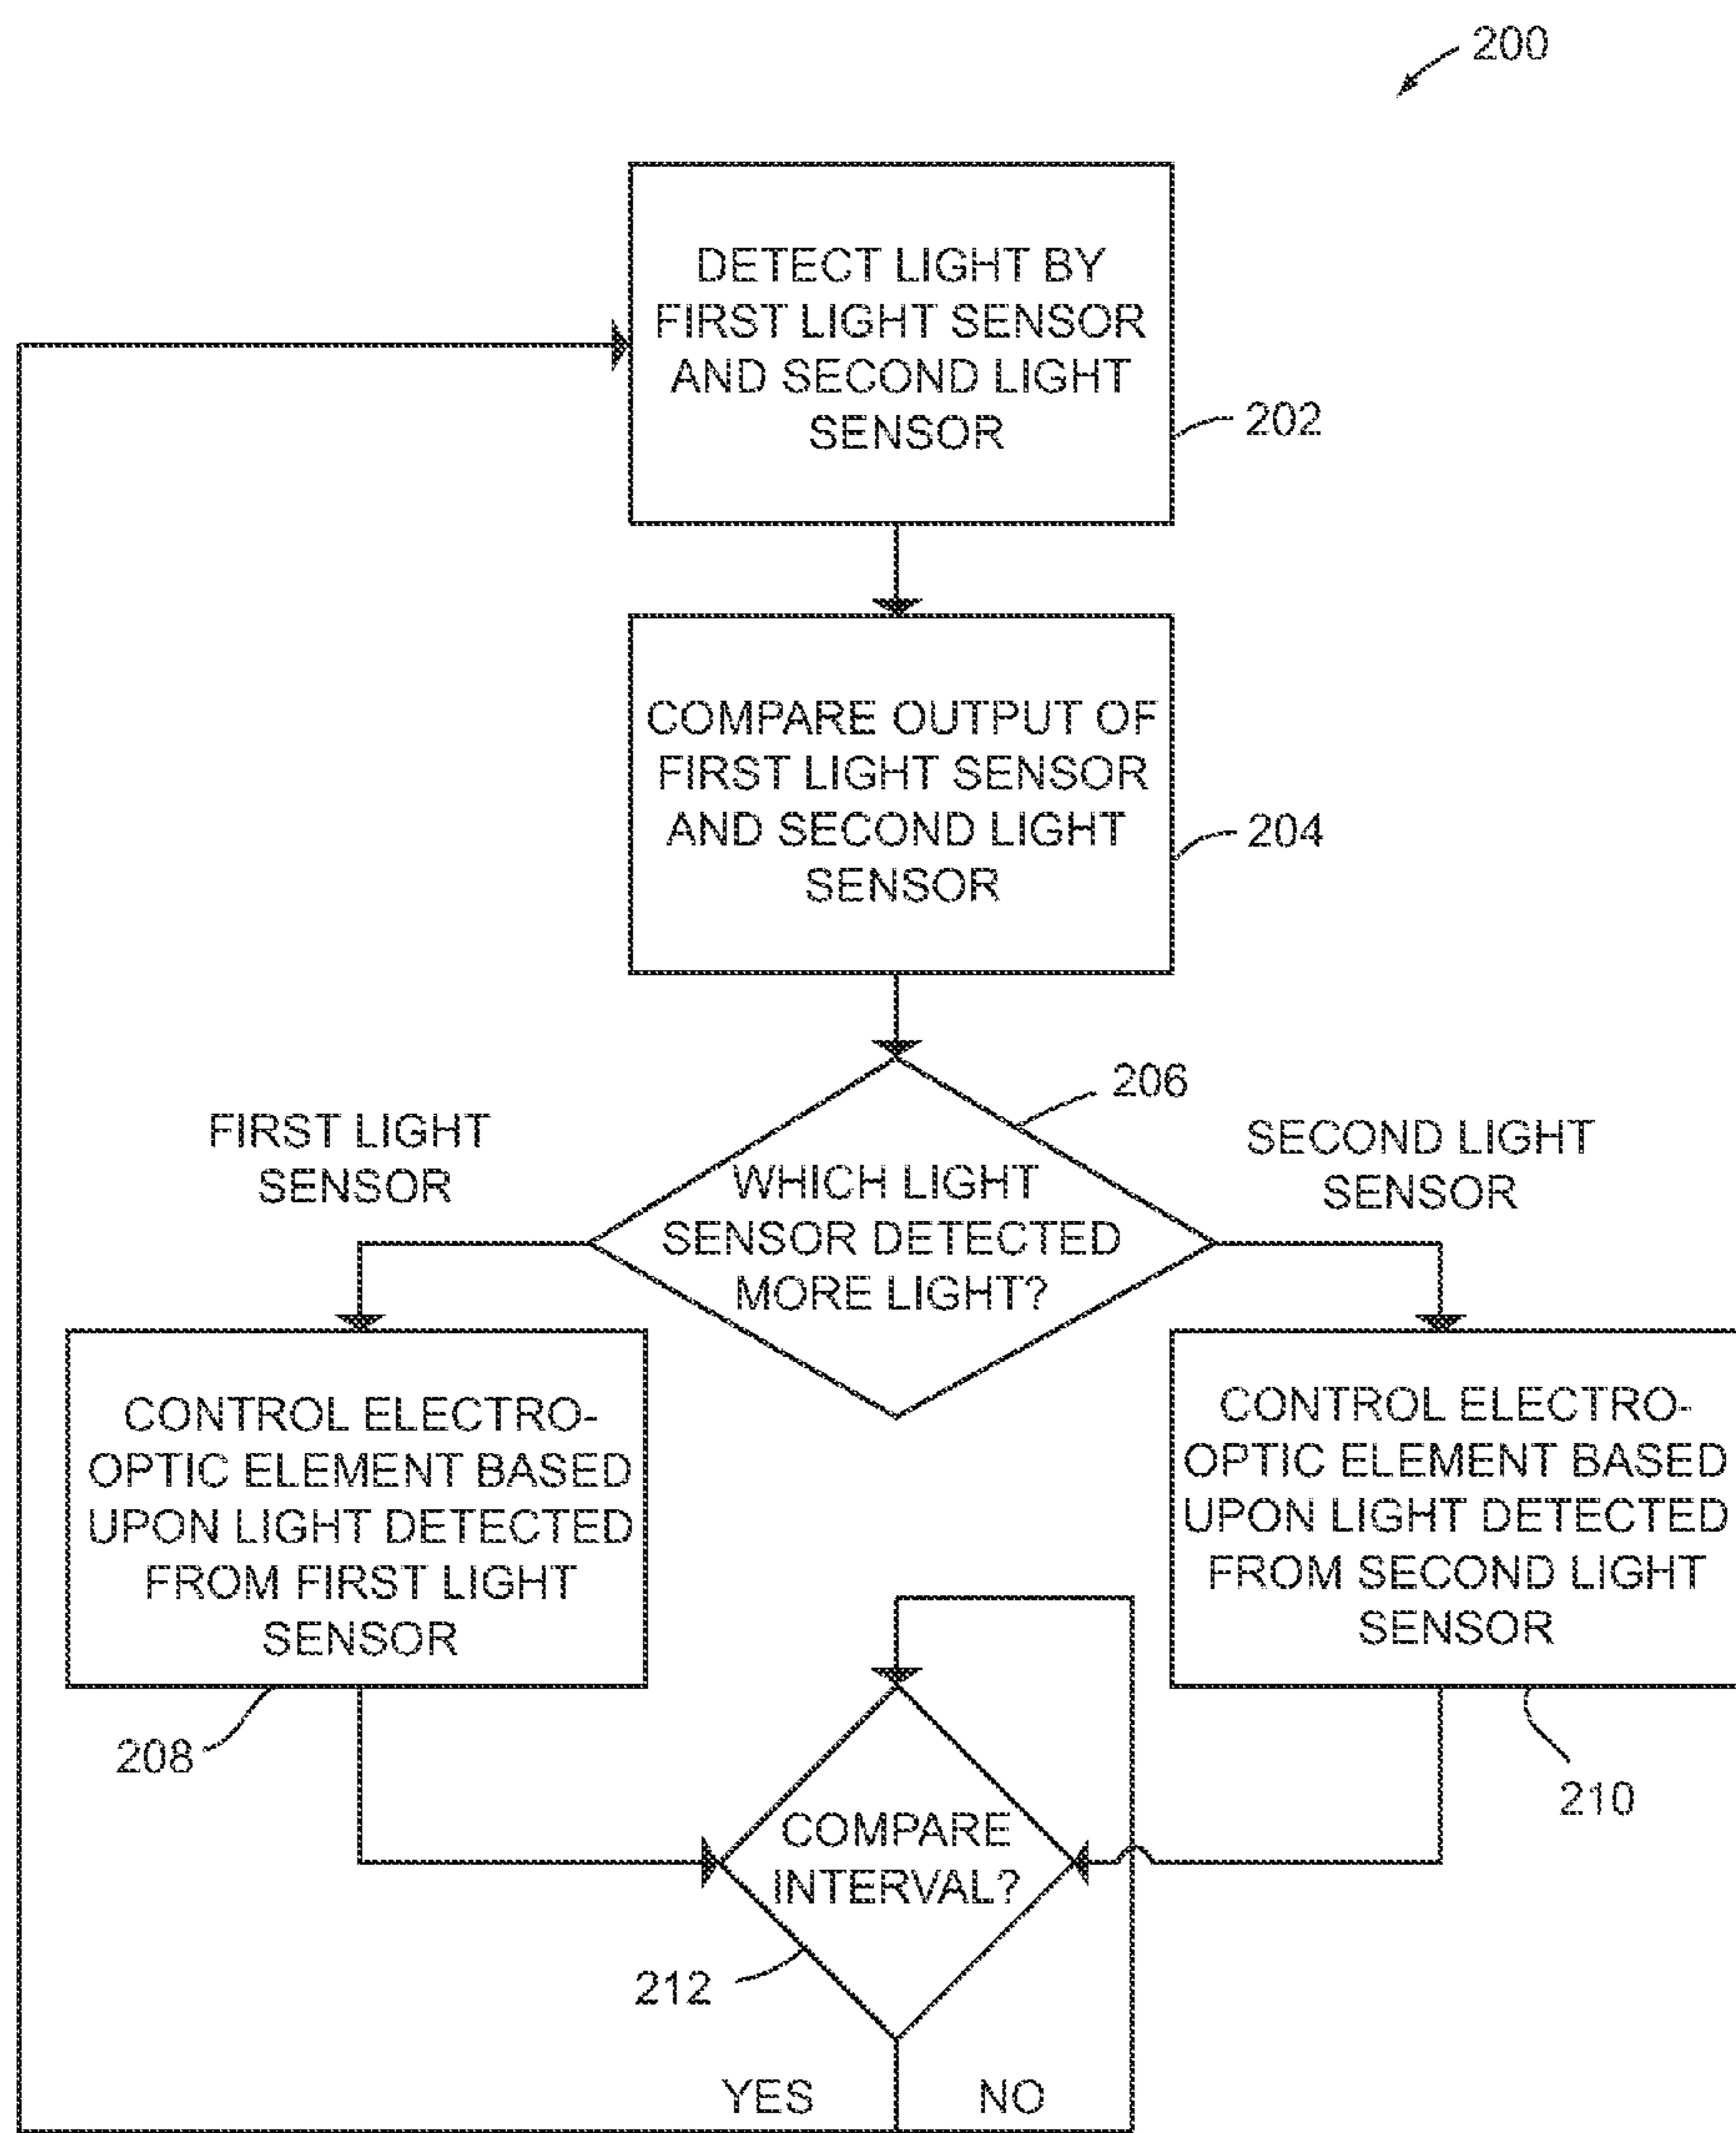 200
DETECT LIGHT BY
FIRST LIGHT SENSOR
AND SECOND LIGHT
SENSOR
202
COMPARE OUTPUT OF
FIRST LIGHT SENSOR
AND SECOND LIGHT
SENSOR
204
206
FIRST LIGHT
SENSOR
WHICH LIGHT
SENSOR DETECTED
MORE LIGHT?
SECOND LIGHT
SENSOR
CONTROL ELECTRO-
OPTIC ELEMENT BASED
UPON LIGHT DETECTED
FROM FIRST LIGHT
SENSOR
208
CONTROL ELECTRO-
OPTIC ELEMENT BASED
UPON LIGHT DETECTED
FROM SECOND LIGHT
SENSOR
210
COMPARE
INTERVAL?
212
YES
NO